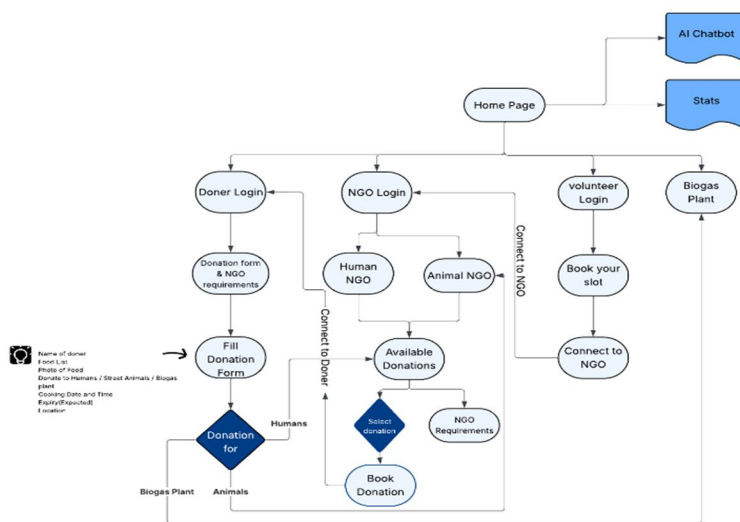 AI Chatbot
Stats
Home Page
Doner Login
NGO Login
volunteer
Login
Biogas
Plant
Donation form
& NGO
requirements
Human
NGO
Animal NGO
Book your
slot
Connect to NGO
Connect to Doner
Fill
Donation
Form
Available
Donations
Connect to
NGO
Name of doner
Food List
Photo of Food
Donate to Humans / Street Animals / Biogas
plant
Cooking Date and Time
Expiry(Expected)
Location
Donation
for
Humans
Select
donation
NGO
Requirements
Book
Donation
Biogas Plant
Animals